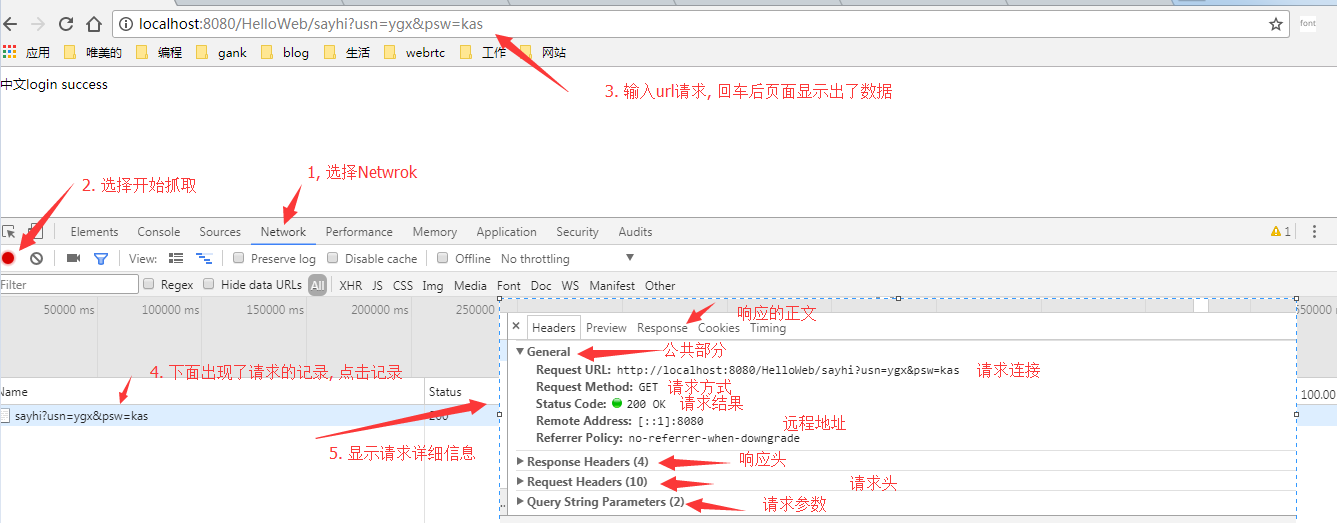 localhost:8080/HelloWeb/sayhi?usn=ygx&psw=kas
font
应用 唯美的 编程 gank blog 生活 webrtc 工作 网站
中文login success
3. 输入url请求, 回车后页面显示出了数据
1, 选择Netwrok
2. 选择开始抓取
Elements Console Sources Network Performance Memory Application Security Audits 1
View: Preserve log Disable cache Offline No throttling
Filter Regex Hide data URLs All XHR JS CSS Img Media Font Doc WS Manifest Other
50000 ms 100000 ms 150000 ms 200000 ms 250000
50000 ms
响应的正文
× Headers Preview Response Cookies Timing
General 公共部分
Request URL: http://localhost:8080/HelloWeb/sayhi?usn=ygx&psw=kas 请求连接
Request Method: GET 请求方式
Status Code: 200 OK 请求结果
Remote Address: [::1]:8080 远程地址
Referrer Policy: no-referrer-when-downgrade
Response Headers (4) 响应头
Request Headers (10) 请求头
Query String Parameters (2) 请求参数
4. 下面出现了请求的记录, 点击记录
Name Status 100.00
sayhi?usn=ygx&psw=kas 200
5. 显示请求详细信息